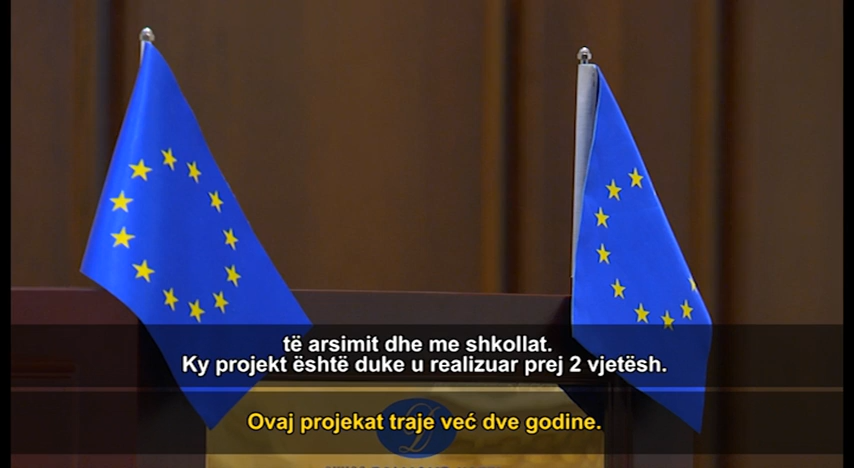 të arsimit dhe me shkollat.
Ky projekt është duke u realizuar prej 2 vjetësh.
Ovaj projekat traje već dve godine.